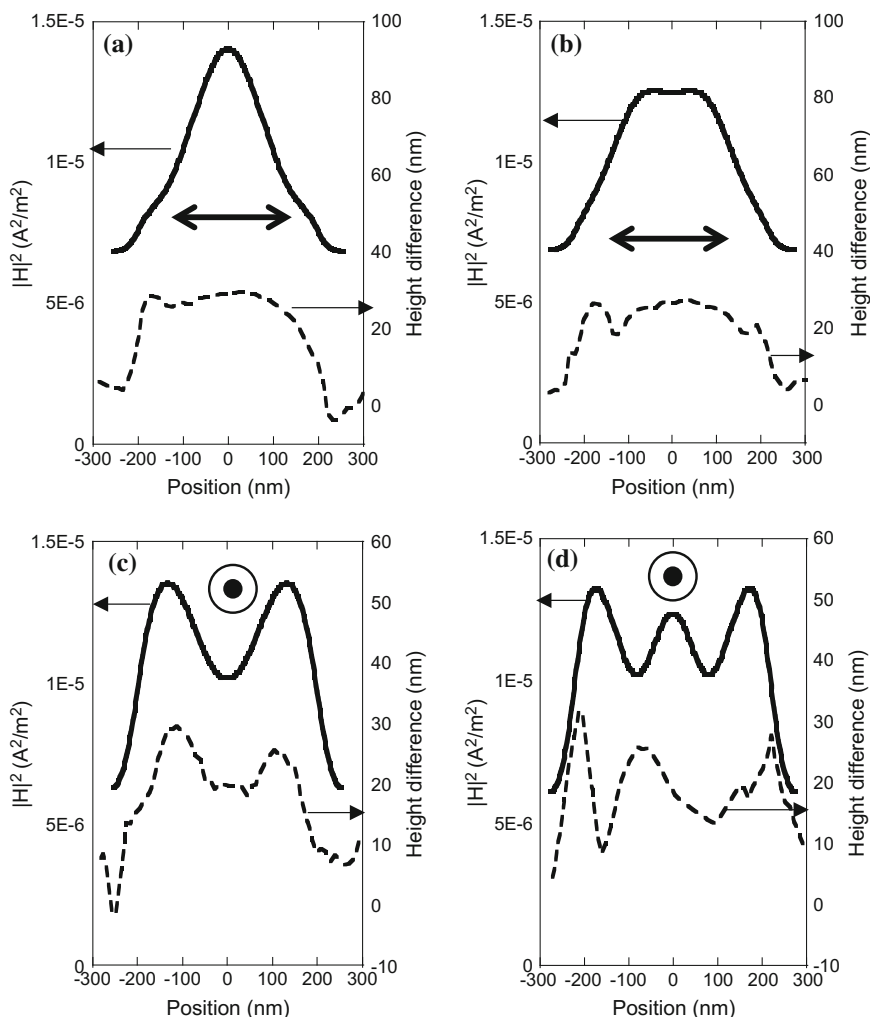 (a)
1.5E-5
1E-5
5E-6
0
|H|² (A²/m²)
100
80
60
40
20
0
Height difference (nm)
-300 -200 -100 0 100 200 300
Position (nm)
(b)
1.5E-5
1E-5
5E-6
0
|H|² (A²/m²)
100
80
60
40
20
0
Height difference (nm)
-300 -200 -100 0 100 200 300
Position (nm)
(c)
1.5E-5
1E-5
5E-6
0
|H|² (A²/m²)
60
50
40
30
20
10
0
-10
Height difference (nm)
-300 -200 -100 0 100 200 300
Position (nm)
(d)
1.5E-5
1E-5
5E-6
0
|H|² (A²/m²)
60
50
40
30
20
10
0
-10
Height difference (nm)
-300 -200 -100 0 100 200 300
Position (nm)